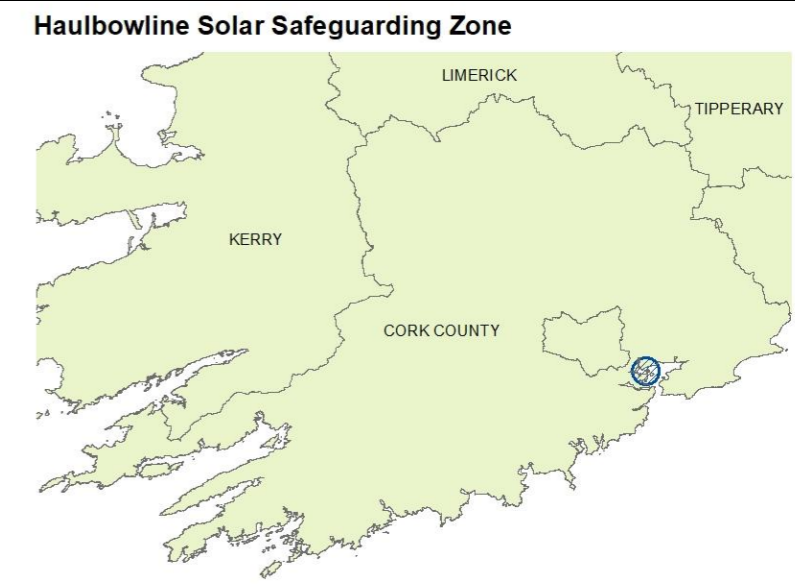 Haulbowline Solar Safeguarding Zone
LIMERICK
TIPPERARY
KERRY
CORK COUNTY